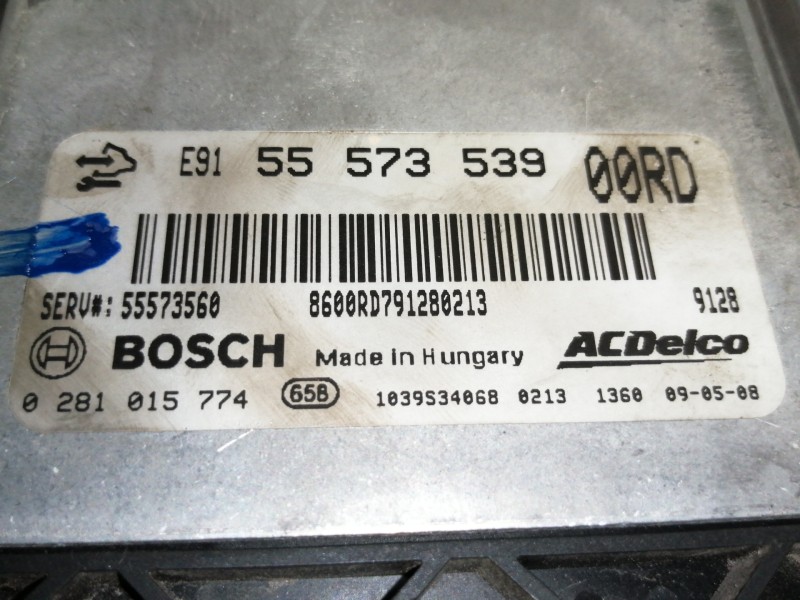 E91 55 573 539 00RD
SERV#: 55573560 8600RD791280213 9128
BOSCH Made in Hungary ACDelco
0 281 015 774 65B 1039S34068 0213 1360 09-05-08